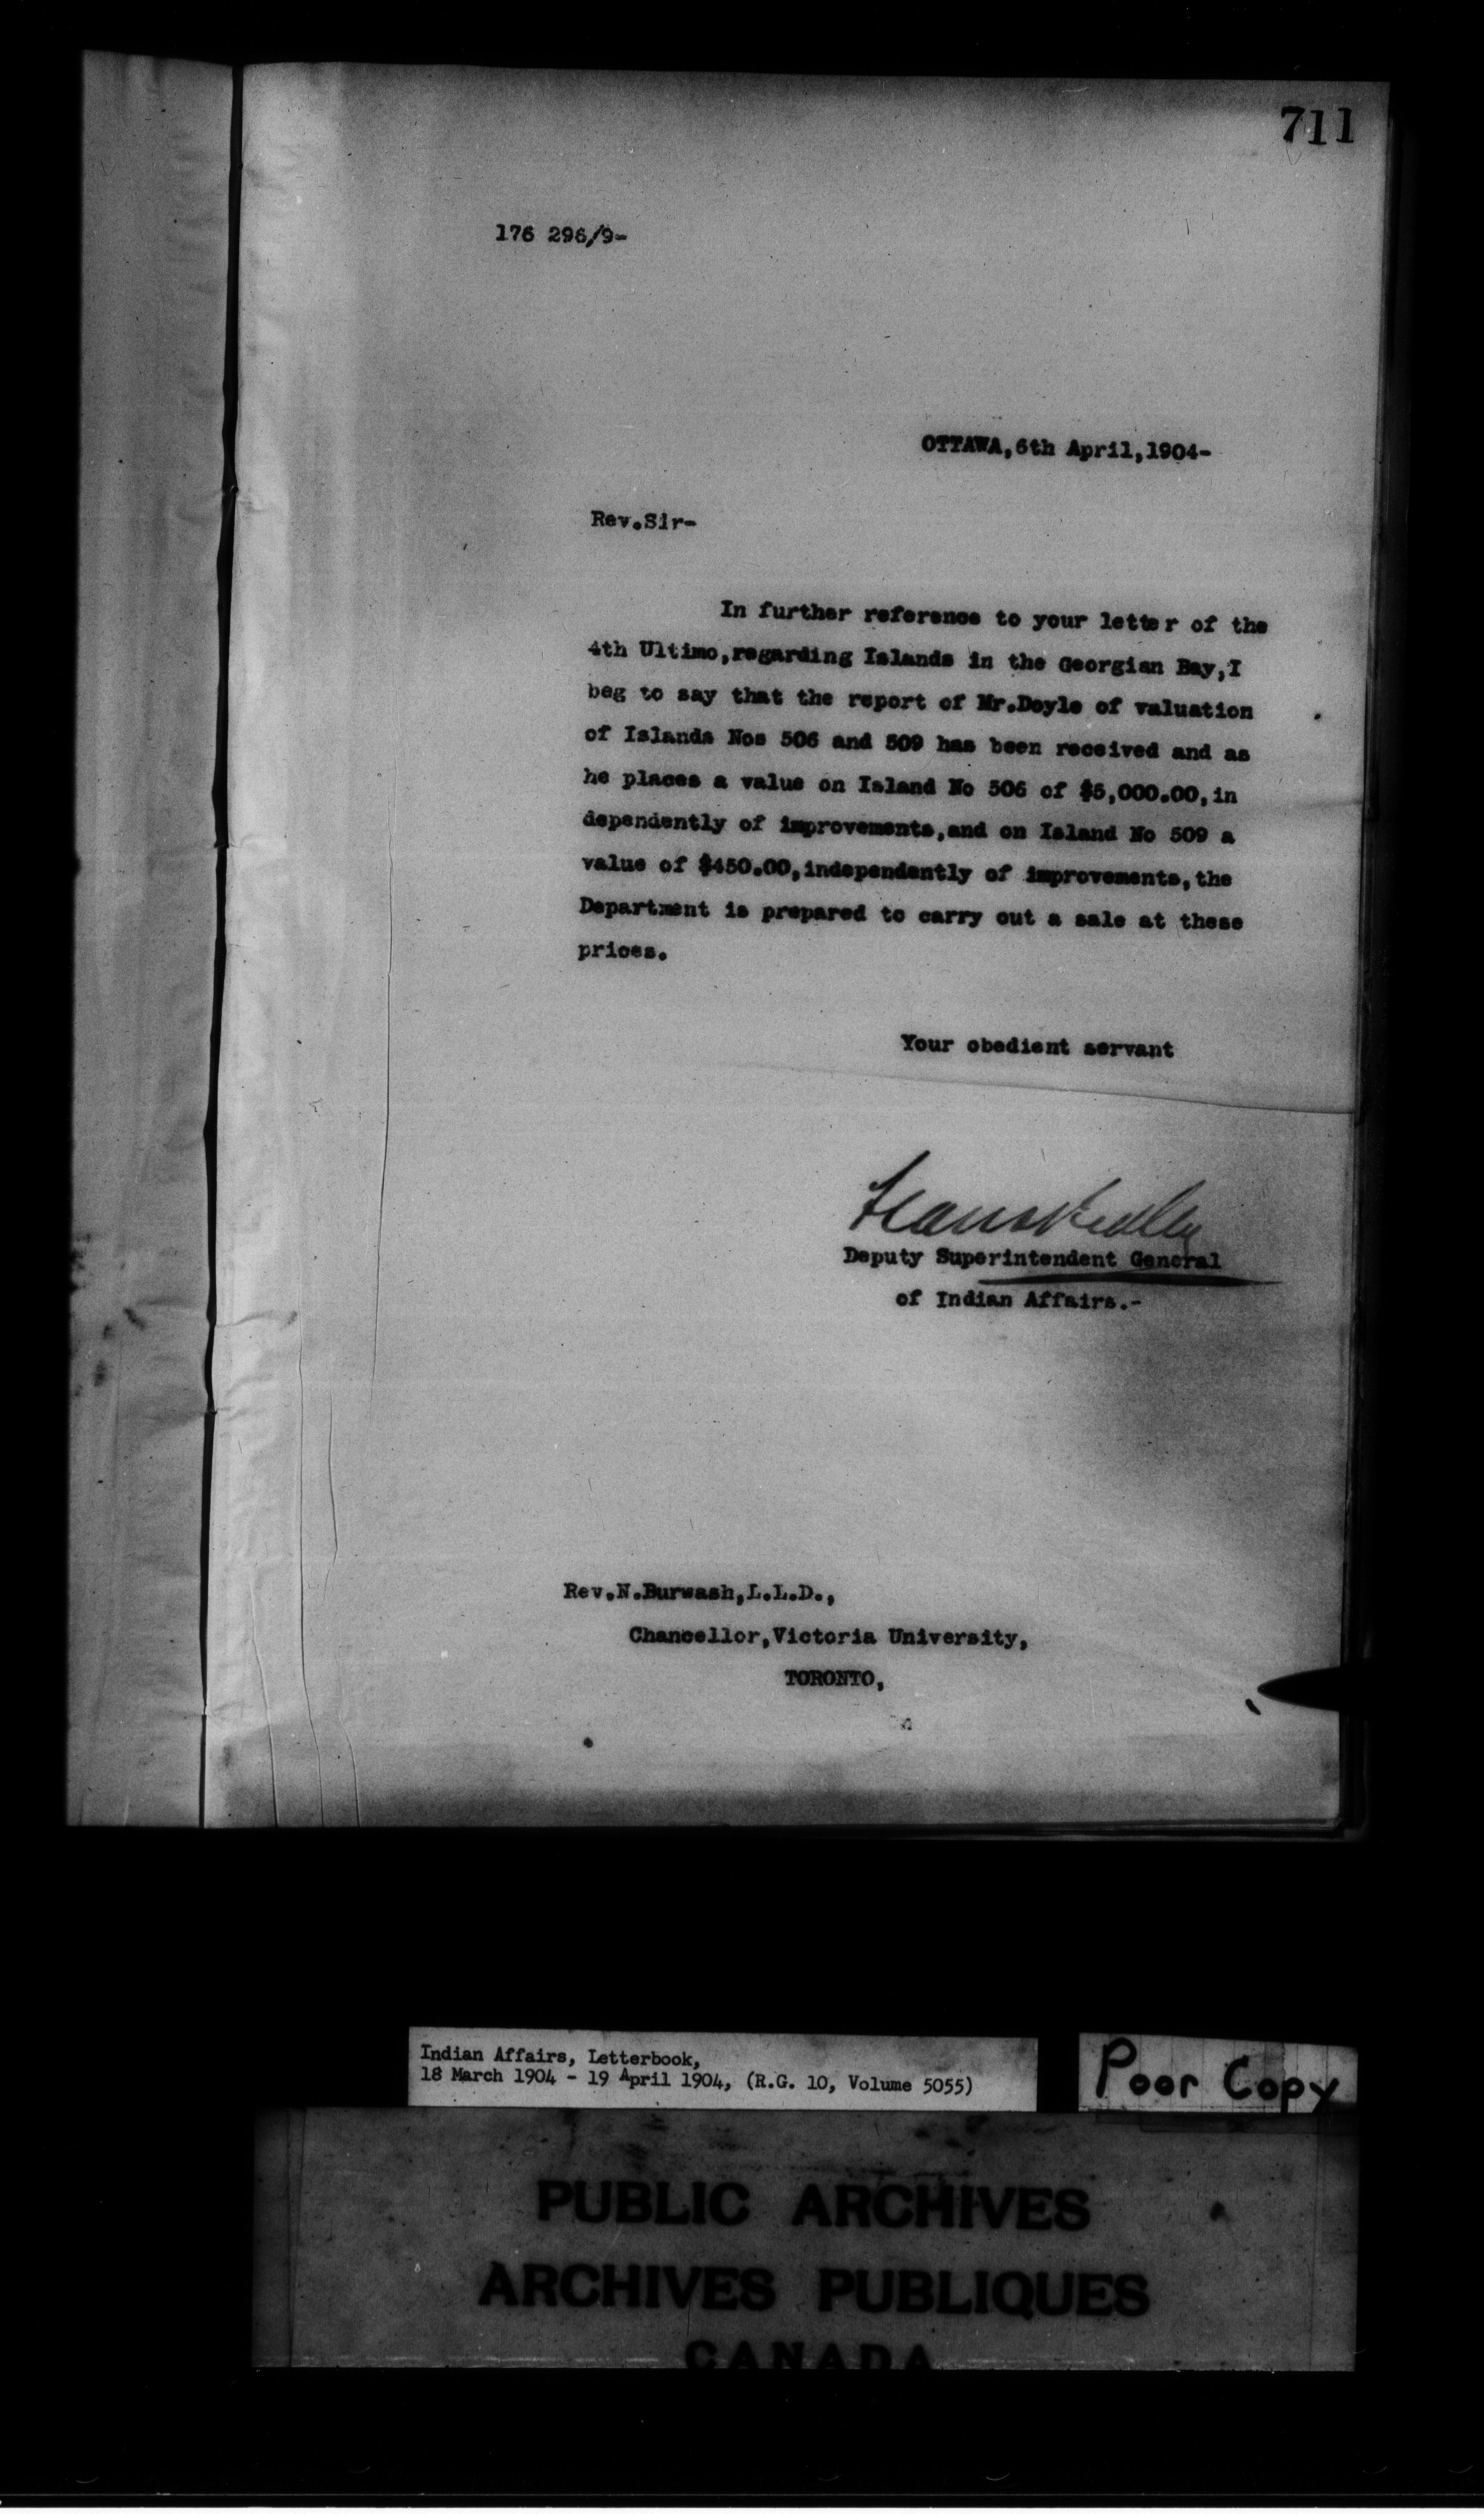 711
176 296/9-
OTTAWA,6th April,1904-
Rev.Sir-
In further reference to your letter of the
4th Ultimo,regarding Islands in the Georgian Bay,I
beg to say that the report of Mr.Doyle of valuation
of Islands Nos 506 and 509 has been received and as
he places a value on Island No 506 of $5,000.00,in
dependently of improvements,and on Island No 509 a
value of $450.00,independently of improvements,the
Department is prepared to carry out a sale at these
prices.
Your obedient servant
Deputy Superintendent General
of Indian Affairs.-
Rev.N.Burwash,L.L.D.,
Chancellor,Victoria University,
TORONTO,
Indian Affairs, Letterbook,
18 March 1904 - 19 April 1904, (R.G. 10, Volume 5055)
Poor Copy
PUBLIC ARCHIVES
ARCHIVES PUBLIQUES
CANADA